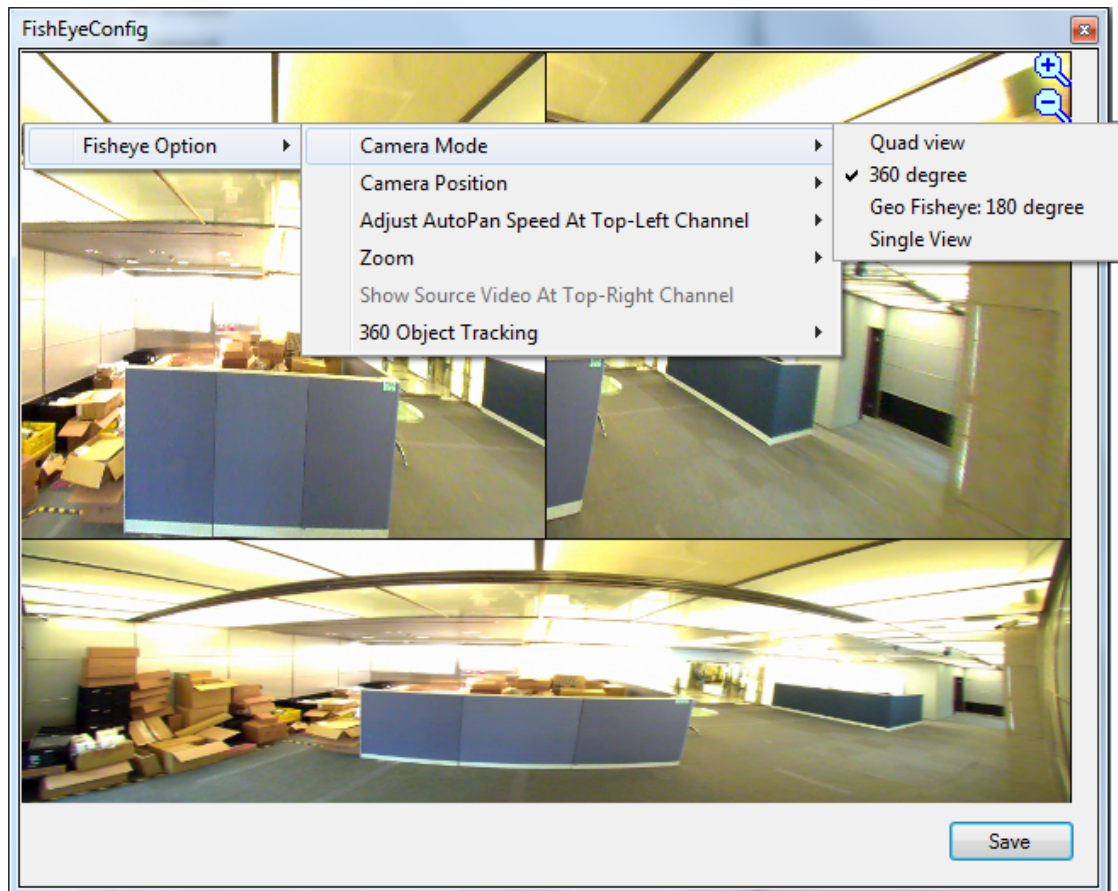 FishEyeConfig
Fisheye Option
Camera Mode
Camera Position
Adjust AutoPan Speed At Top-Left Channel
Zoom
Show Source Video At Top-Right Channel
360 Object Tracking
Quad view
360 degree
Geo Fisheye: 180 degree
Single View
Save